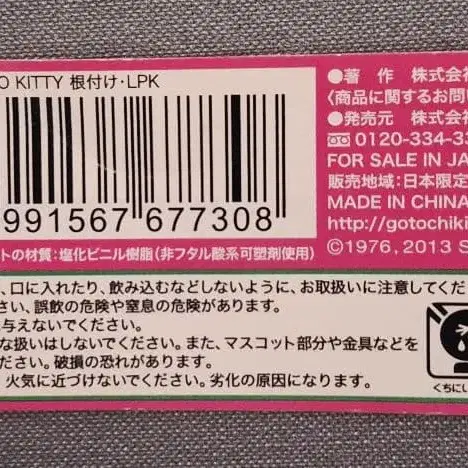 O KITTY 根付け・LPK
991567 677308
トの材質:塩化ビニル樹脂(非フタル酸系可塑剤使用)
●著 作 株式会社
〈商品に関するお問い
●発売元 株式会社
0120-334-33
FOR SALE IN JA
販売地域:日本限定
MADE IN CHINA
http://gotochiki
©1976, 2013 S
、口に入れたり、飲み込むなどしないように、お取扱いに注意してくだ
い。誤飲の危険や窒息の危険があります。
与えないでください。
な扱いはしないでください。また、マスコット部分や金具などを
ださい。破損の恐れがあります。
、火気に近づけないでください。劣化の原因になります。
くちにい